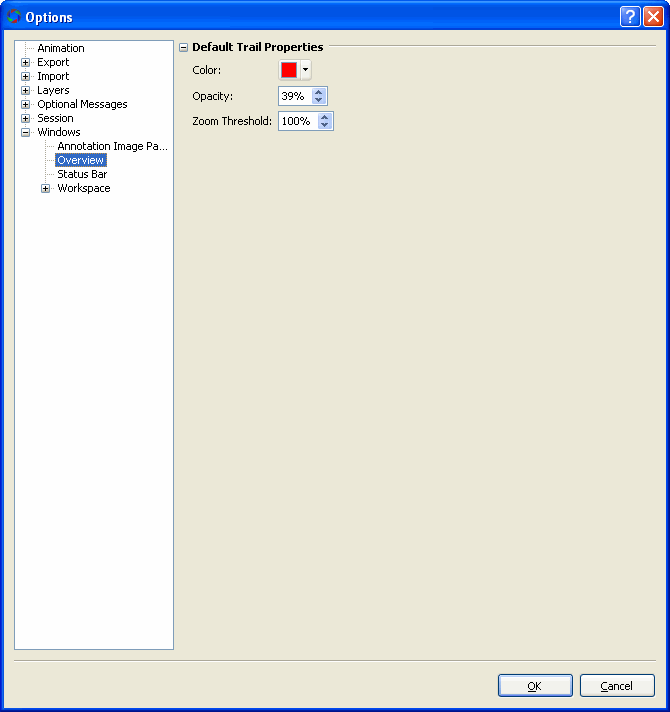 Options
Animation
Export
Import
Layers
Optional Messages
Session
Windows
Annotation Image Pa...
Overview
Status Bar
Workspace
Default Trail Properties
Color:
Opacity: 39%
Zoom Threshold: 100%
OK Cancel